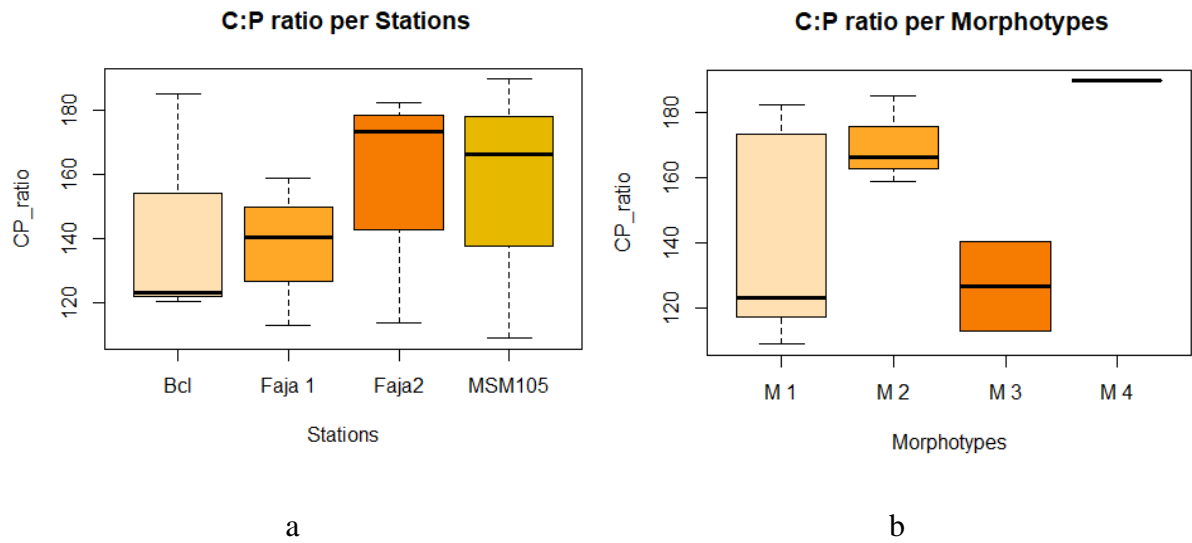 C:P ratio per Stations
CP_ratio
180
160
140
120
Bcl Faja 1 Faja2 MSM105
Stations
a
C:P ratio per Morphotypes
CP_ratio
180
160
140
120
M 1 M 2 M 3 M 4
Morphotypes
b